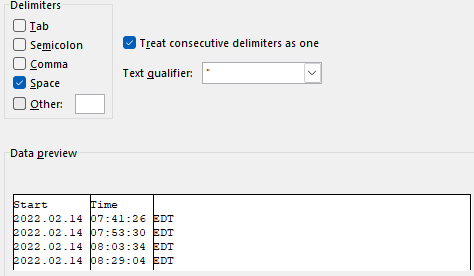 Delimiters
Tab
Semicolon
Comma
Space
Other:
Treat consecutive delimiters as one
Text qualifier: "
Data preview
Start Time
2022.02.14 07:41:26 EDT
2022.02.14 07:53:30 EDT
2022.02.14 08:03:34 EDT
2022.02.14 08:29:04 EDT